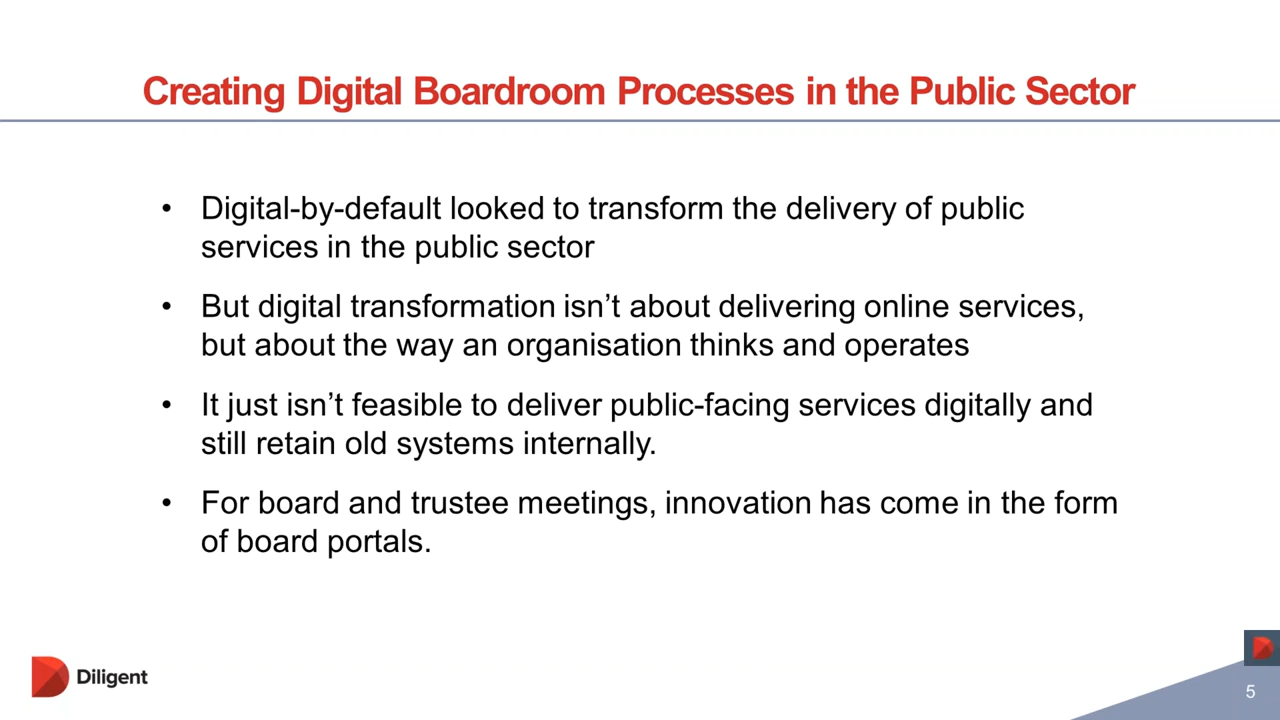 Creating Digital Boardroom Processes in the Public Sector
• Digital-by-default looked to transform the delivery of public
services in the public sector
• But digital transformation isn’t about delivering online services,
but about the way an organisation thinks and operates
• It just isn’t feasible to deliver public-facing services digitally and
still retain old systems internally.
• For board and trustee meetings, innovation has come in the form
of board portals.
Diligent
5